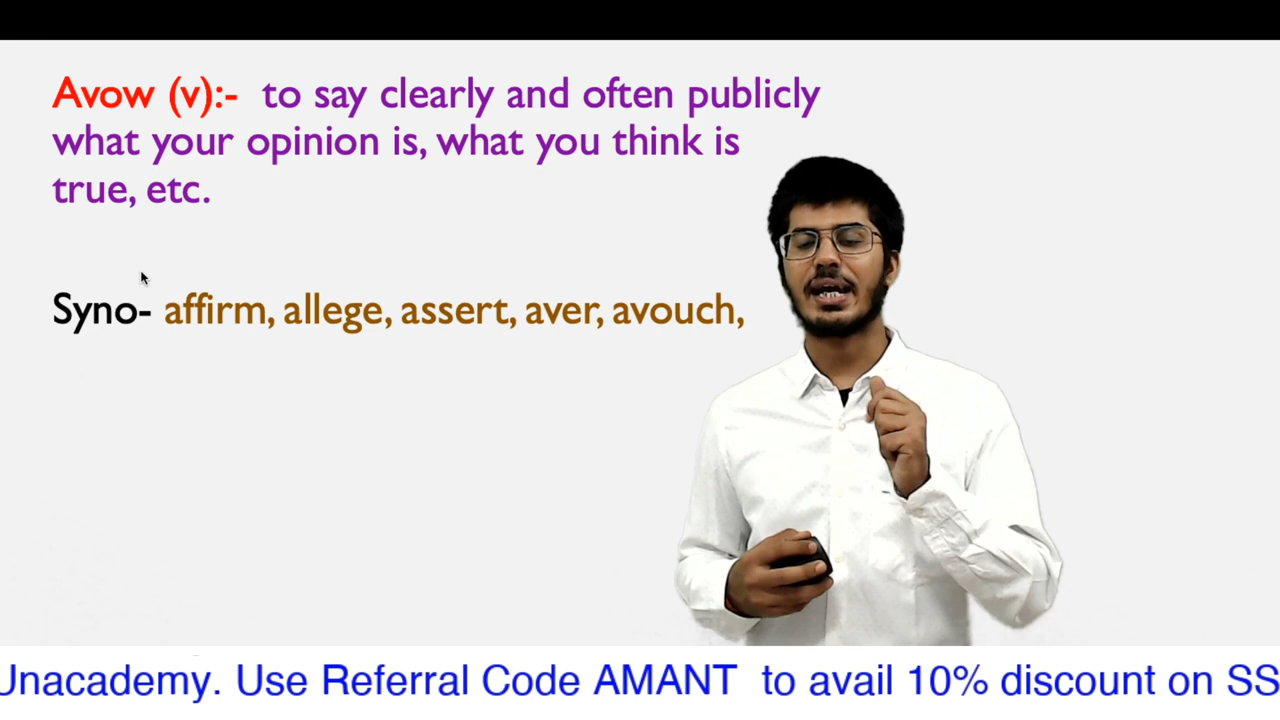 Avow (v):- to say clearly and often publicly
what your opinion is, what you think is
true, etc.
Syno- affirm, allege, assert, aver, avouch,
Unacademy. Use Referral Code AMANT to avail 10% discount on SS